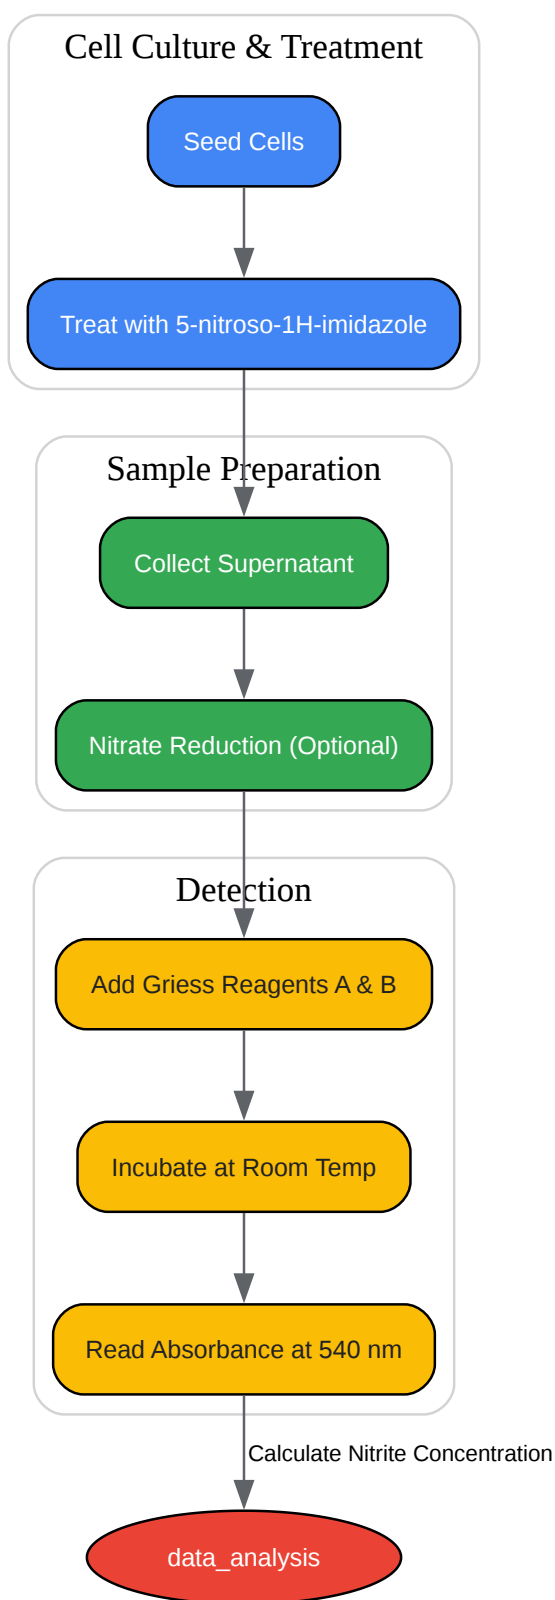 Cell Culture & Treatment
Seed Cells
Treat with 5-nitroso-1H-imidazole
Sample Preparation
Collect Supernatant
Nitrate Reduction (Optional)
Detection
Add Griess Reagents A & B
Incubate at Room Temp
Read Absorbance at 540 nm
Calculate Nitrite Concentration
data_analysis